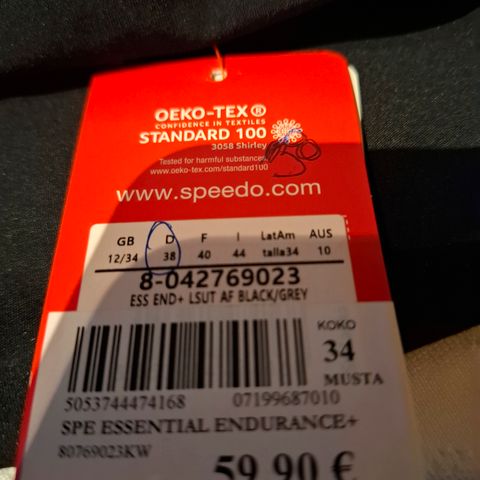 OEKO-TEX®
CONFIDENCE IN TEXTILES
STANDARD 100
3058 Shirley
Tested for harmful substances.
www.oeko-tex.com/standard100
www.speedo.com
GB D F I LatAm AUS
12/34 38 40 44 talla34 10
8-042769023
ESS END+ LSUT AF BLACK/GREY
KOKO
34
MUSTA
5053744474168 07199687010
SPE ESSENTIAL ENDURANCE+
80769023KW
59,90 €